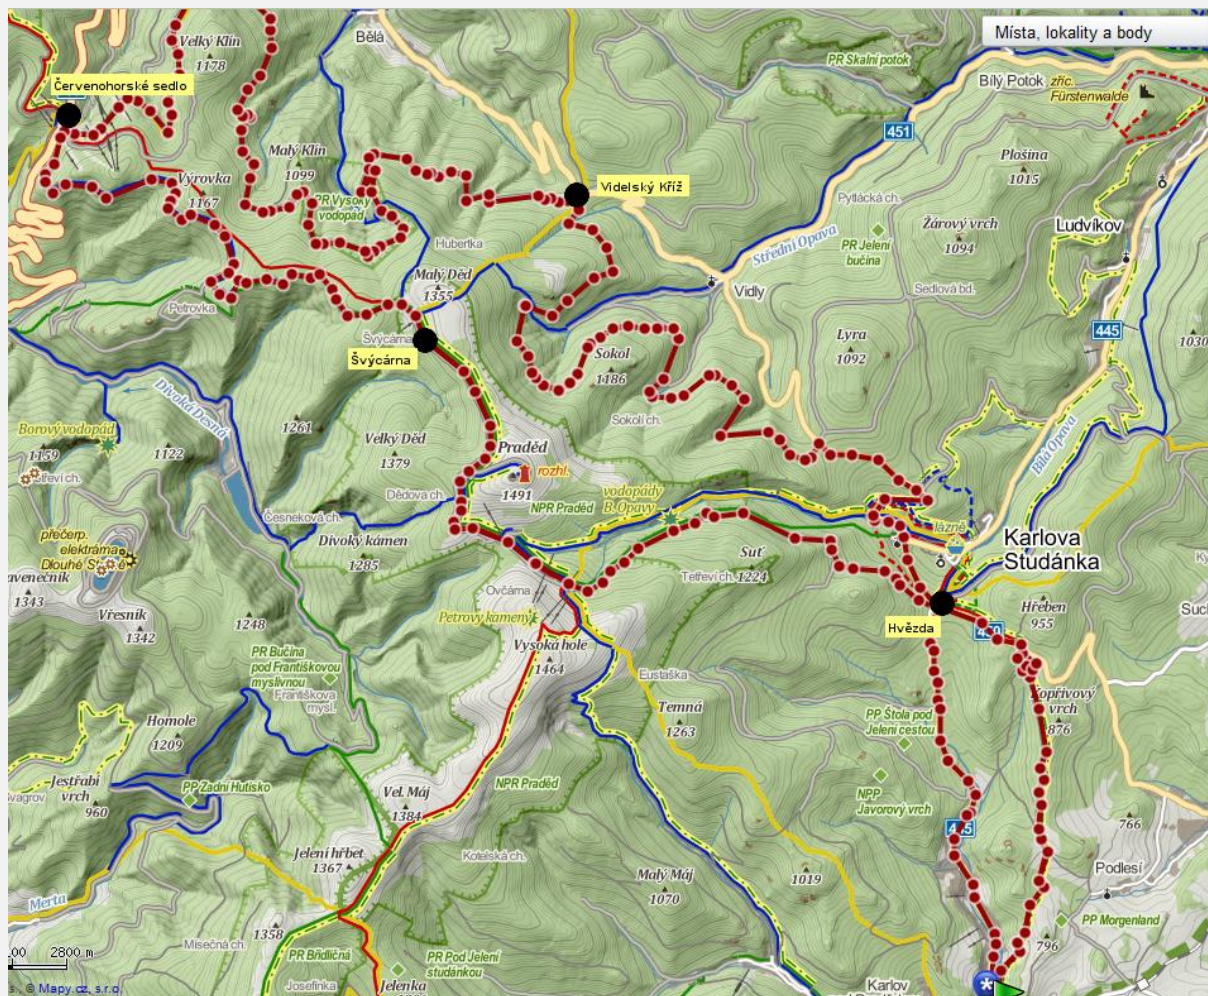 Místa, lokality a body
Bělá
Velký Klín
1178
PR Skalní potok
Bílý Potok
zříc.
Fürstenwalde
Červenohorské sedlo
451
Malý Klín
1099
Plošina
1015
Výrovka
1167
Videlský Kříž
PR Vysoký
vodopád
Pytlácká ch.
Žárový vrch
1094
Ludvíkov
Hubertka
Střední Opava
PR Jelení
bučina
Malý Děd
1355
Vidly
Sedlová bd.
Petrovka
445
Švýcárna
Švýcárna
Sokol
1186
Lyra
1092
1030
Divoká Desná
1261
Sokolí ch.
Borový vodopád
1159
1122
Velký Děd
1379
Praděd
rozhl.
1491
Bílá Opava
Dědova ch.
NPR Praděd
vodopády
B. Opavy
Česneková ch.
lázně
Karlova
Studánka
přečerp.
elektrárna
Divoký kámen
1285
Suť
1224
Tetřeví ch.
1343
Vřesník
1342
Ovčárna
Petrovy kameny
Hvězda
Hřeben
955
1248
Vysoká hole
1464
PR Bučina
pod Františkovou
myslivnou
Františkova
mysl.
Eustaška
Kopřivový
vrch
876
Homole
1209
Temná
1263
PP Štola pod
Jelení cestou
Jestřabí
vrch
960
PP Zadní Hutisko
Vel. Máj
1384
NPR Praděd
NPP
Javorový vrch
766
Jelení hřbet
1367
Kotelská ch.
Malý Máj
1070
1019
Podlesí
Merta
1358
Mísečná ch.
PP Morgenland
796
2800 m
PR Břidličná
PR Pod Jelení
studánkou
© Mapy.cz, s.r.o.
Josefínka
Jelenka
Karlov